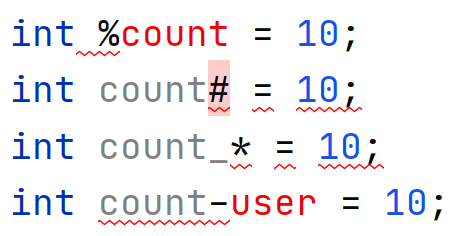 int %count = 10;
int count# = 10;
int count_* = 10;
int count-user = 10;